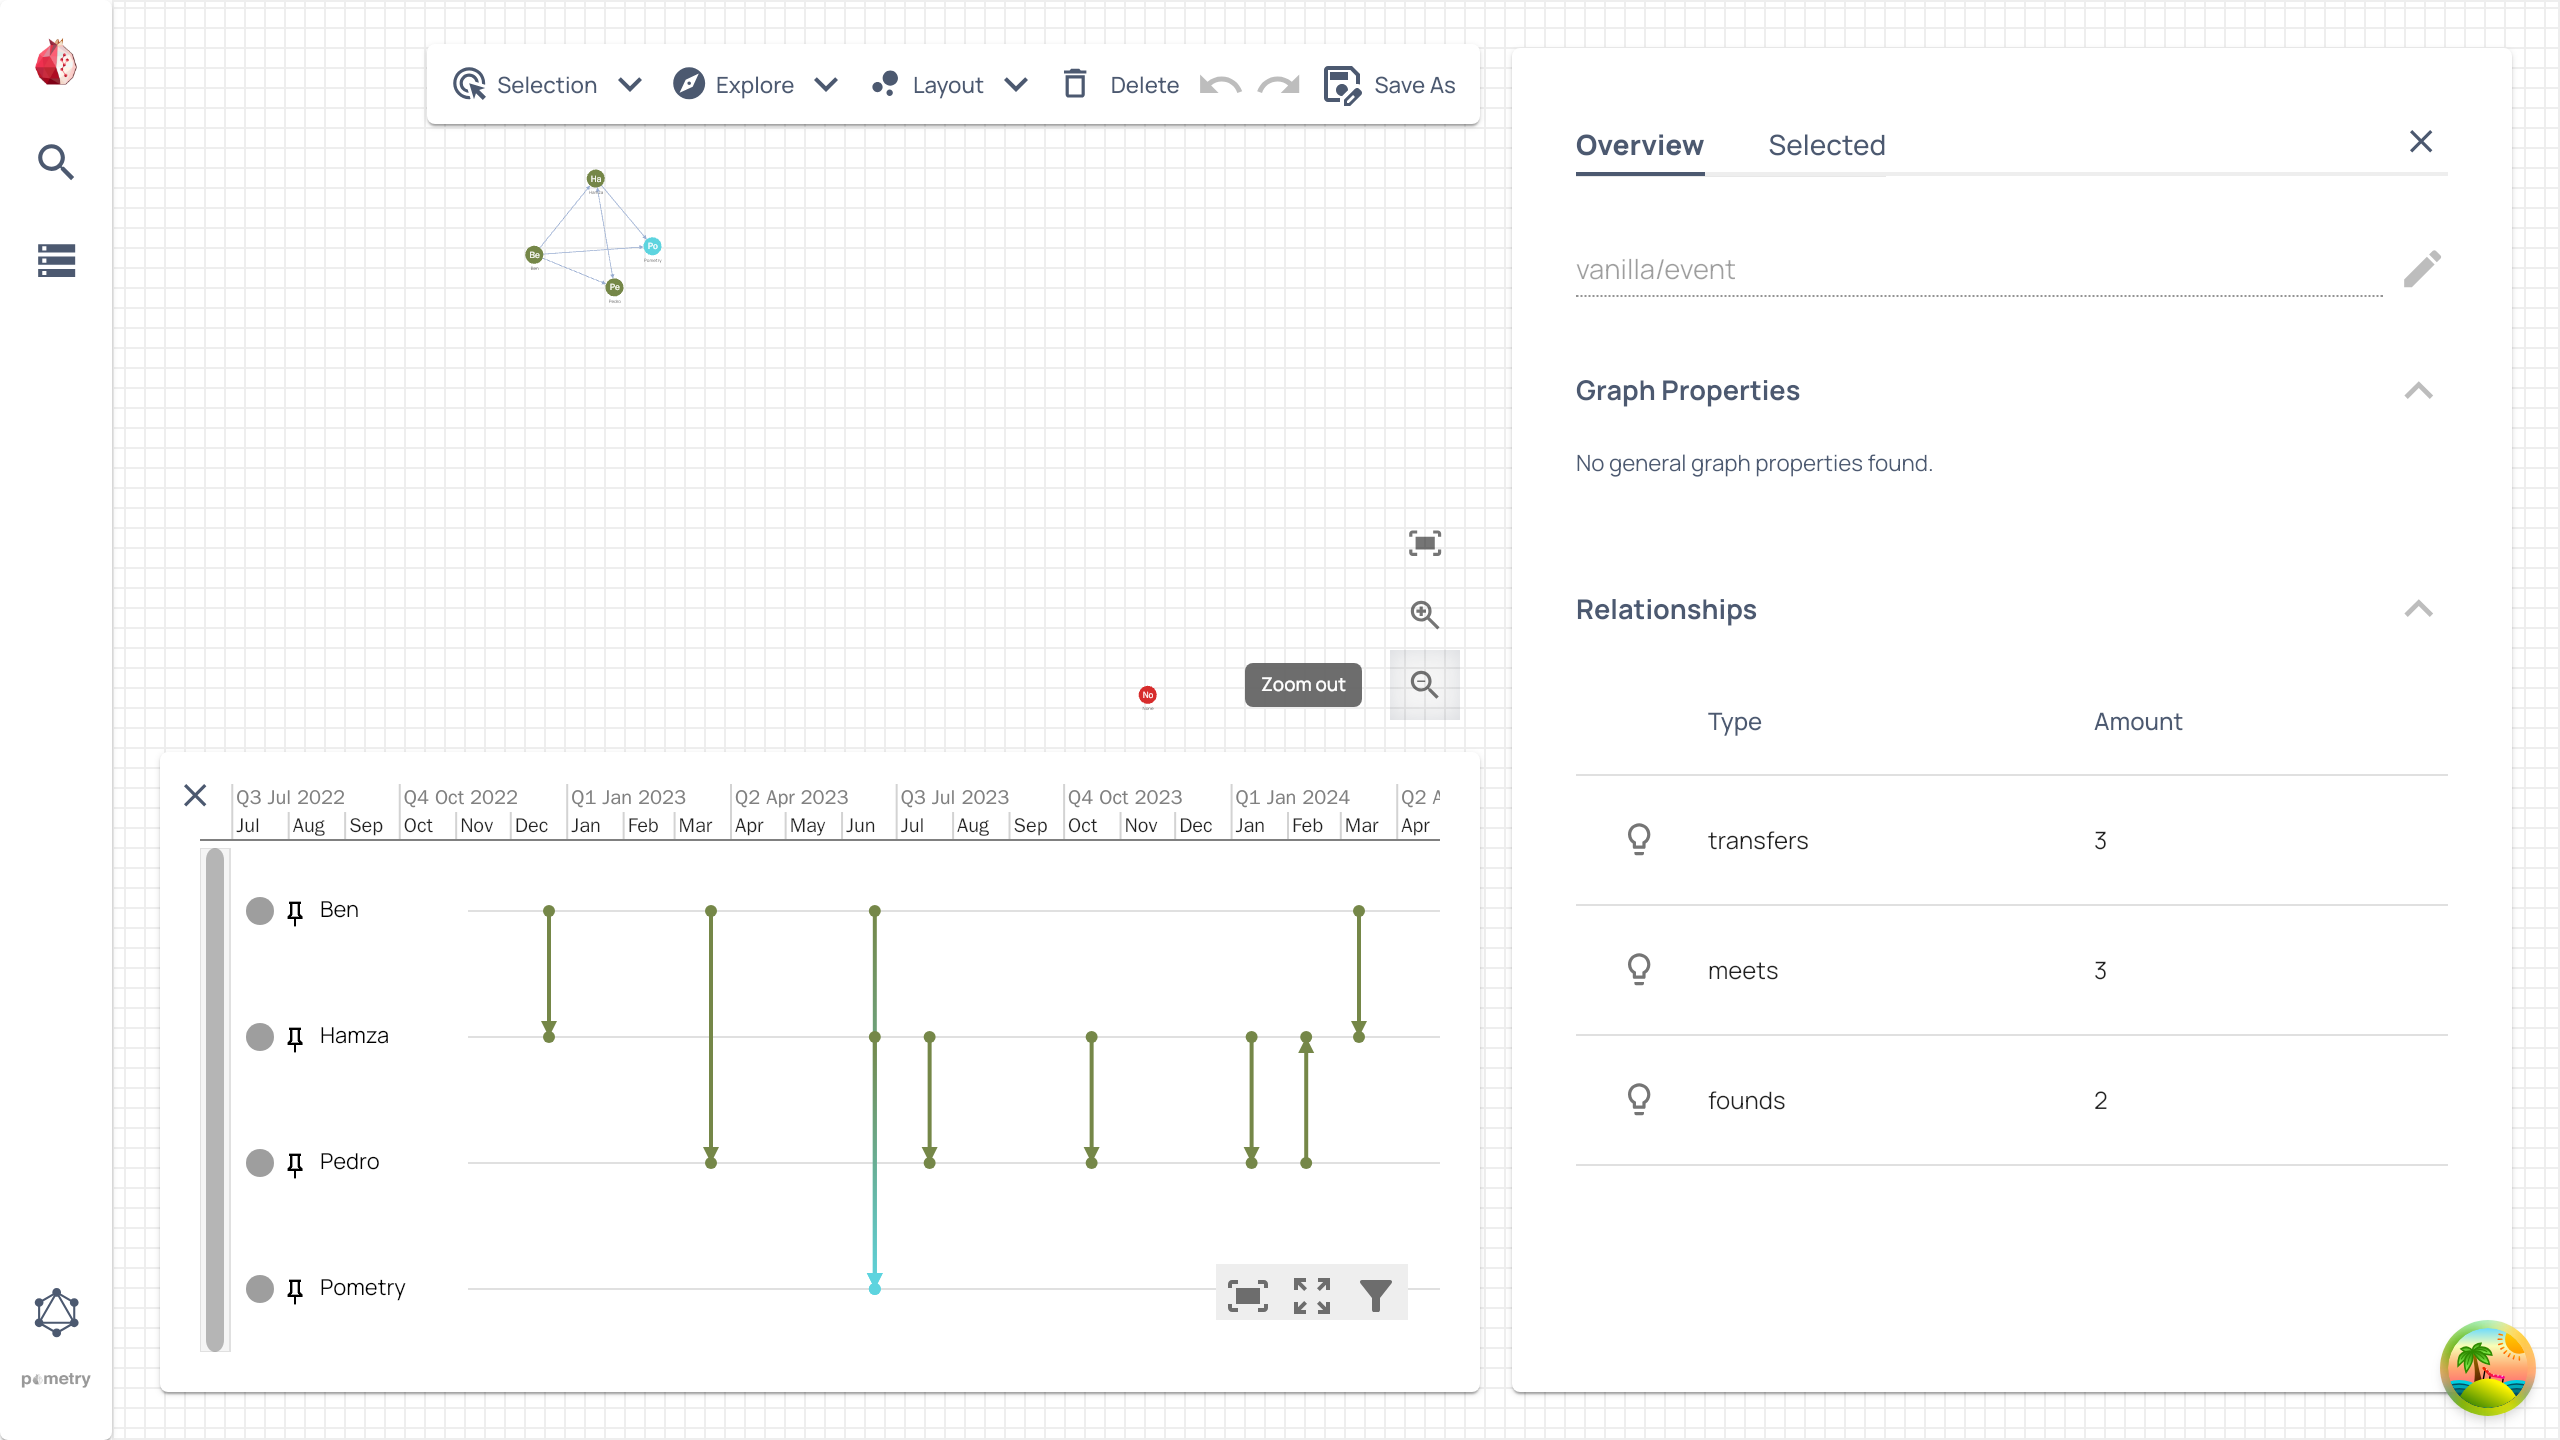 Selection
Explore
Layout
Delete
Save As
Ha
Be
Po
Pometry
Pe
Pedro
Ben
No
Zoom out
Q3 Jul 2022 Q4 Oct 2022 Q1 Jan 2023 Q2 Apr 2023 Q3 Jul 2023 Q4 Oct 2023 Q1 Jan 2024 Q2 A
Jul Aug Sep Oct Nov Dec Jan Feb Mar Apr May Jun Jul Aug Sep Oct Nov Dec Jan Feb Mar Apr
Ben
Hamza
Pedro
Pometry
pometry
Overview Selected
vanilla/event
Graph Properties
No general graph properties found.
Relationships
Type Amount
transfers 3
meets 3
founds 2